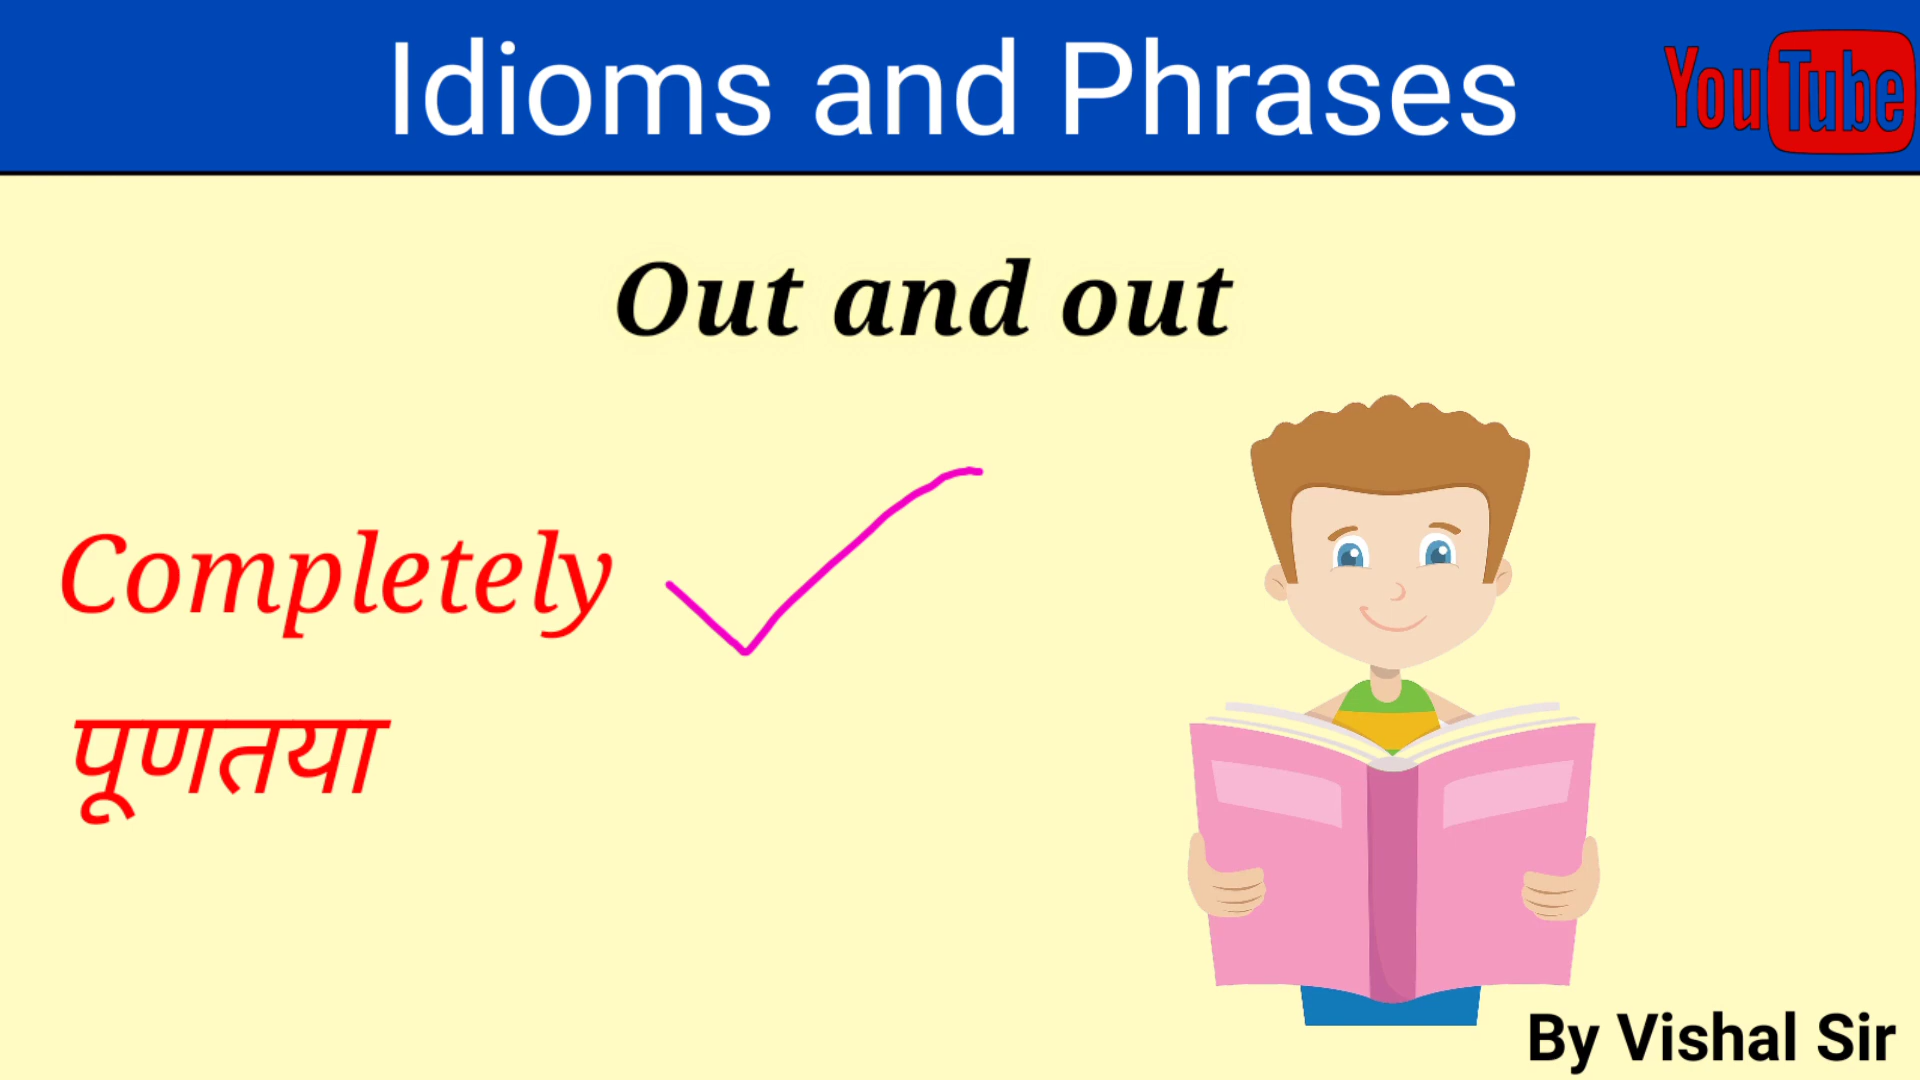 Idioms and Phrases
YouTube
Out and out
Completely
पूणतया
By Vishal Sir